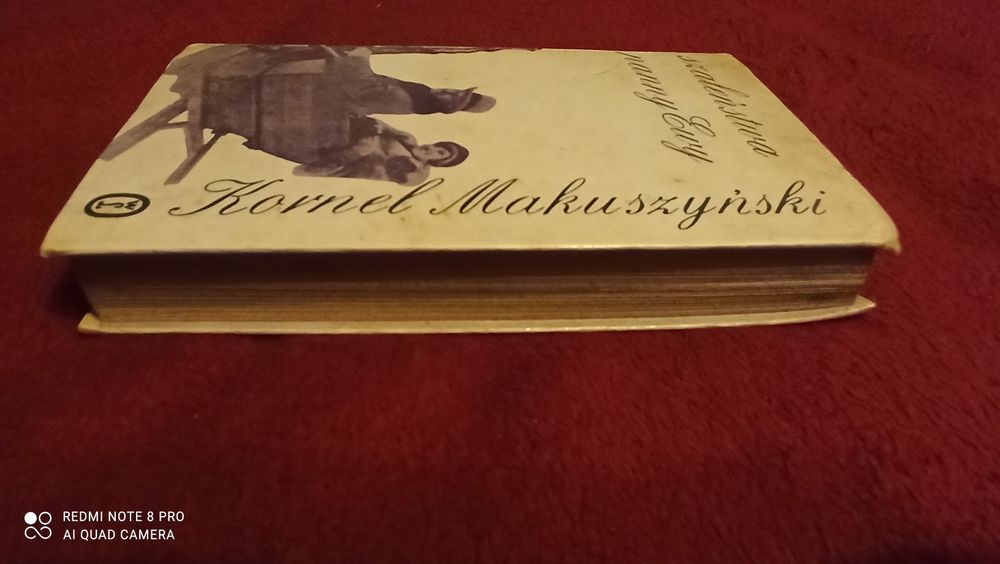 Kornel Makuszyński
szaleństwa
panny Ewy
REDMI NOTE 8 PRO
AI QUAD CAMERA